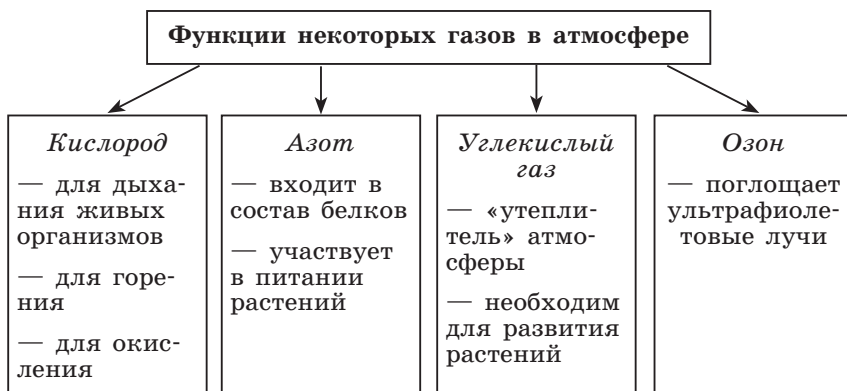 Функции некоторых газов в атмосфере
Кислород
— для дыха-
ния живых
организмов
— для горе-
ния
— для окис-
ления
Азот
— входит в
состав белков
— участвует
в питании
растений
Углекислый
газ
— «утепли-
тель» атмо-
сферы
— необходим
для развития
растений
Озон
— поглощает
ультрафиоле-
товые лучи